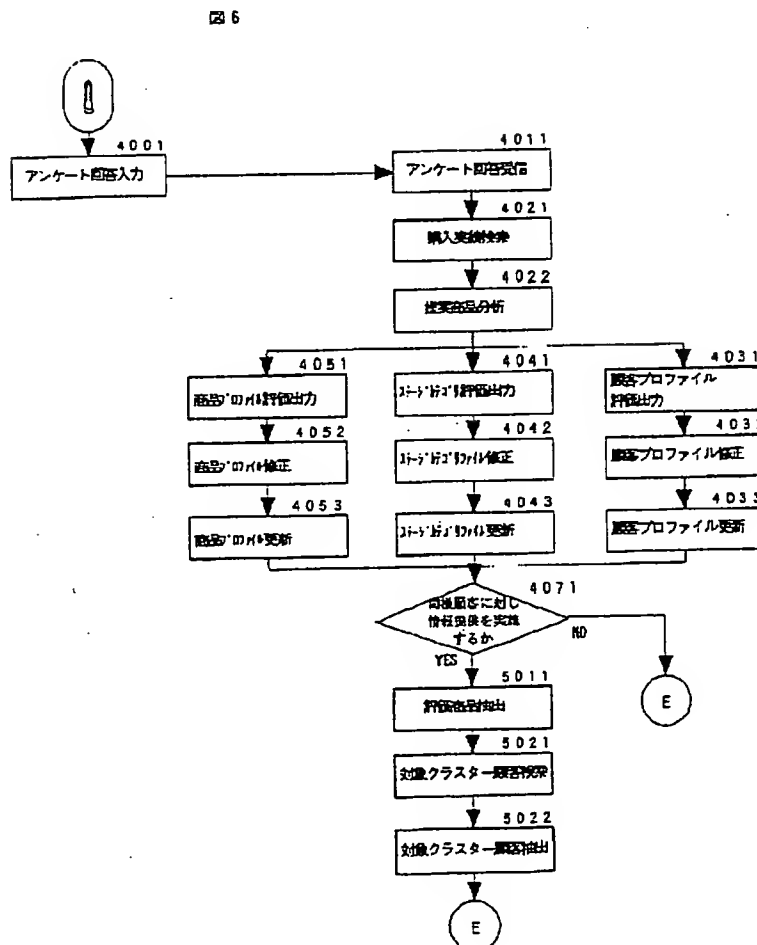 図 6
4001
アンケート回答入力
4011
アンケート回答受信
4021
購入実績検索
4022
提案商品分析
4051
商品プロファイル評価出力
4041
ステージカテゴリ評価出力
4031
顧客プロファイル
評価出力
4052
商品プロファイル修正
4042
ステージカテゴリファイル修正
403
顧客プロファイル修正
4053
商品プロファイル更新
4043
ステージカテゴリファイル更新
4033
顧客プロファイル更新
4071
同後顧客に対し
情報提供を実施
するか
NO
YES
E
5011
評価商品抽出
5021
対象クラスター顧客検索
5022
対象クラスター顧客抽出
E